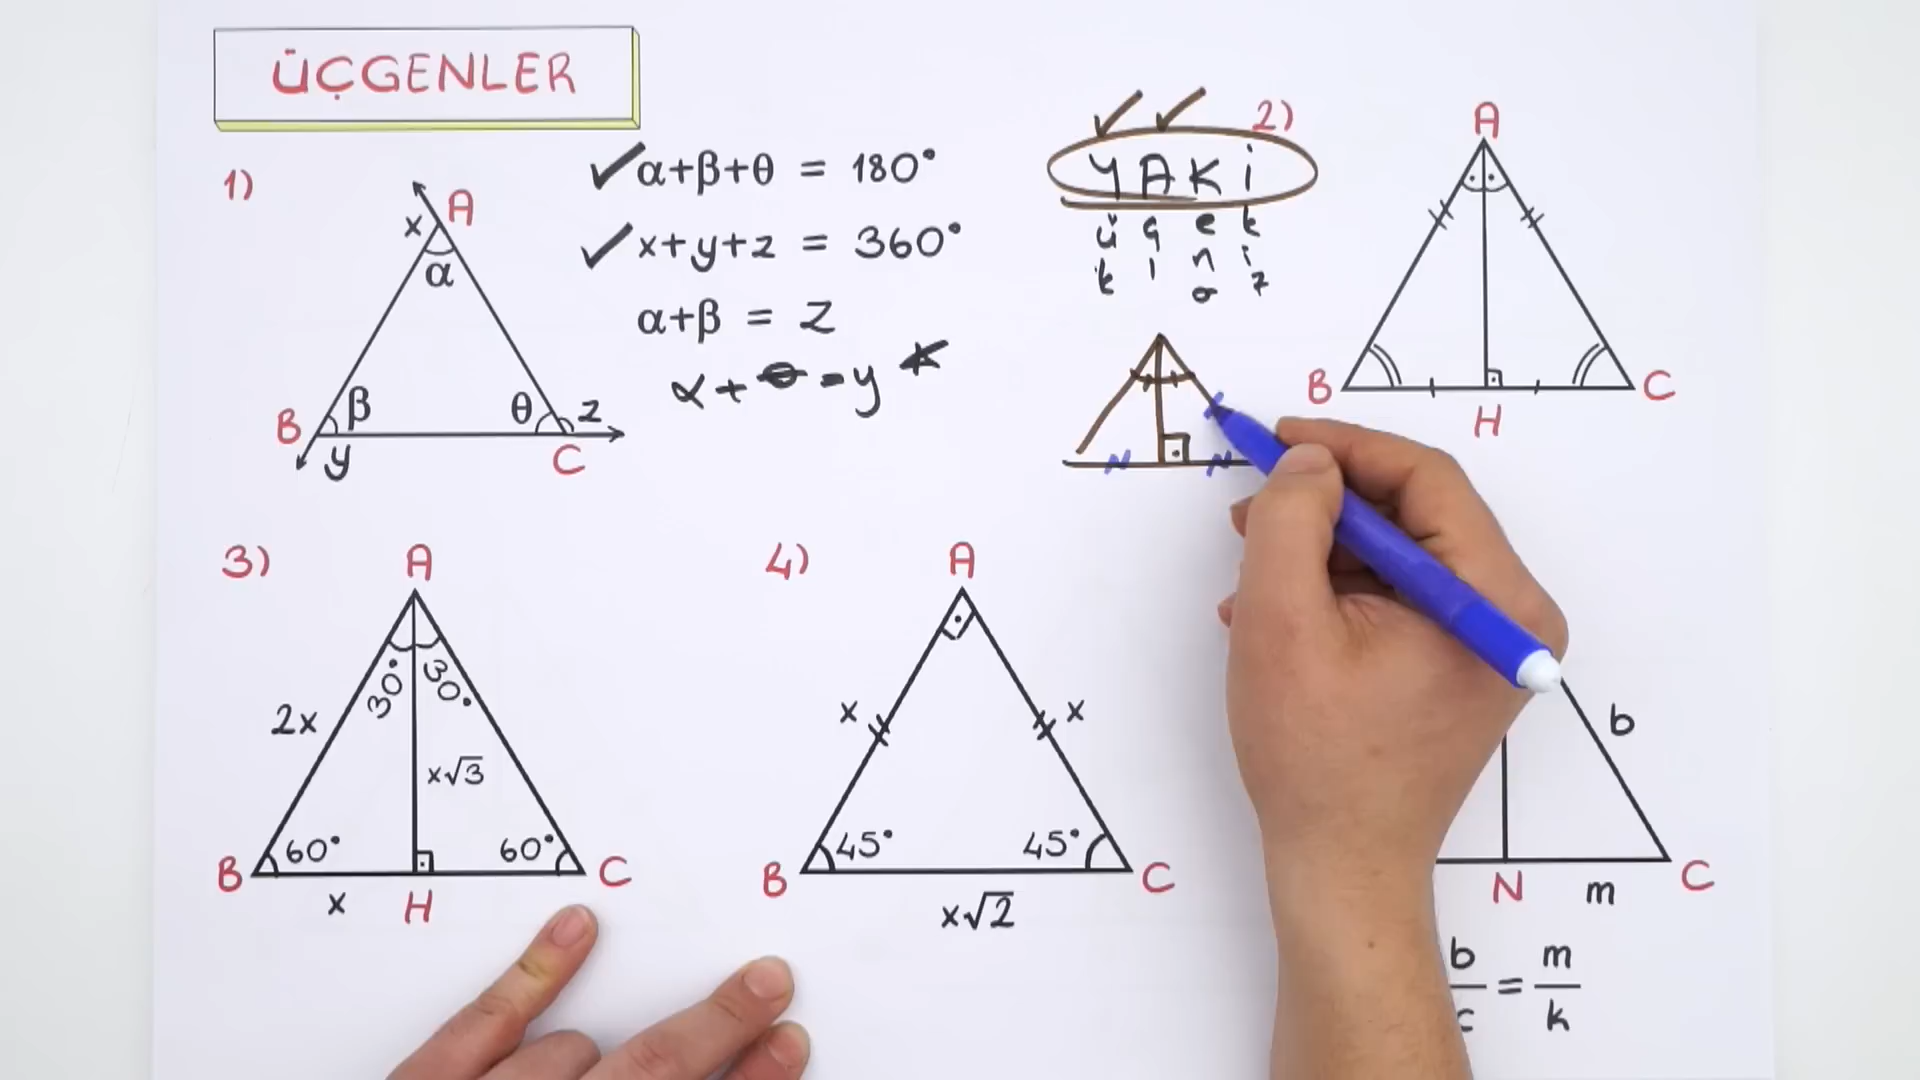 ÜÇGENLER
1)
A
x
α
B
β
y
θ
z
C
α+β+θ = 180°
x+y+z = 360°
α+β = z
α+θ=y
YAKİ
ü ç e k
k ı n i
a z
2)
A
B
H
C
3)
A
30° 30°
2x
x√3
60° 60°
B
x
H
C
4)
A
x
x
45° 45°
B
C
x√2
b
N
m
C
b/c = m/k